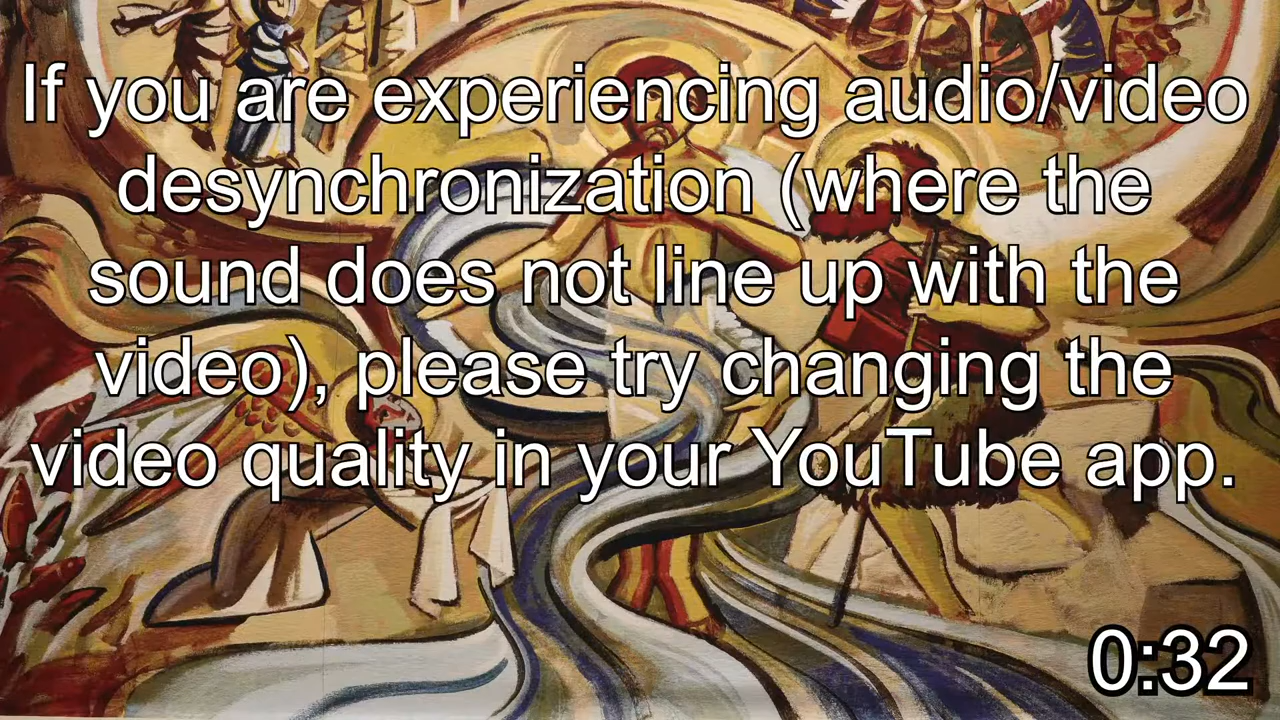 If you are experiencing audio/video
desynchronization (where the
sound does not line up with the
video), please try changing the
video quality in your YouTube app.
0:32